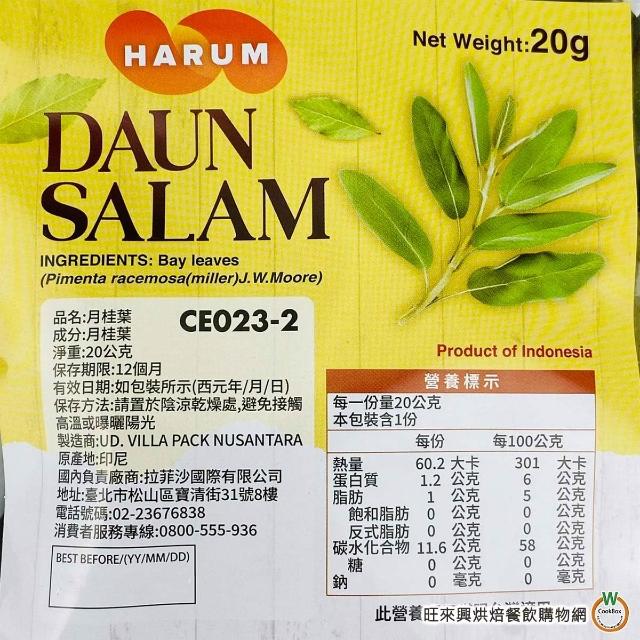 HARUM
Net Weight:20g
DAUN
SALAM
INGREDIENTS: Bay leaves
(Pimenta racemosa(miller)J.W.Moore)
品名:月桂葉
CE023-2
成分:月桂葉
淨重:20公克
保存期限:12個月
有效日期:如包裝所示(西元年/月/日)
保存方法:請置於陰涼乾燥處,避免接觸
高溫或曝曬陽光
製造商:UD. VILLA PACK NUSANTARA
原產地:印尼
國內負責廠商:拉菲沙國際有限公司
地址:臺北市松山區寶清街31號8樓
電話號碼:02-23676838
消費者服務專線:0800-555-936
BEST BEFORE/(YY/MM/DD)
Product of Indonesia
營養標示
每一份量20公克
本包裝含1份
每份 每100公克
熱量 60.2 大卡 301 大卡
蛋白質 1.2 公克 6 公克
脂肪 1 公克 5 公克
飽和脂肪 0 公克 0 公克
反式脂肪 0 公克 0 公克
碳水化合物 11.6 公克 58 公克
糖 0 公克 0 公克
鈉 0 毫克 0 毫克
此營養
旺來興烘焙餐飲購物網
W
CookBox